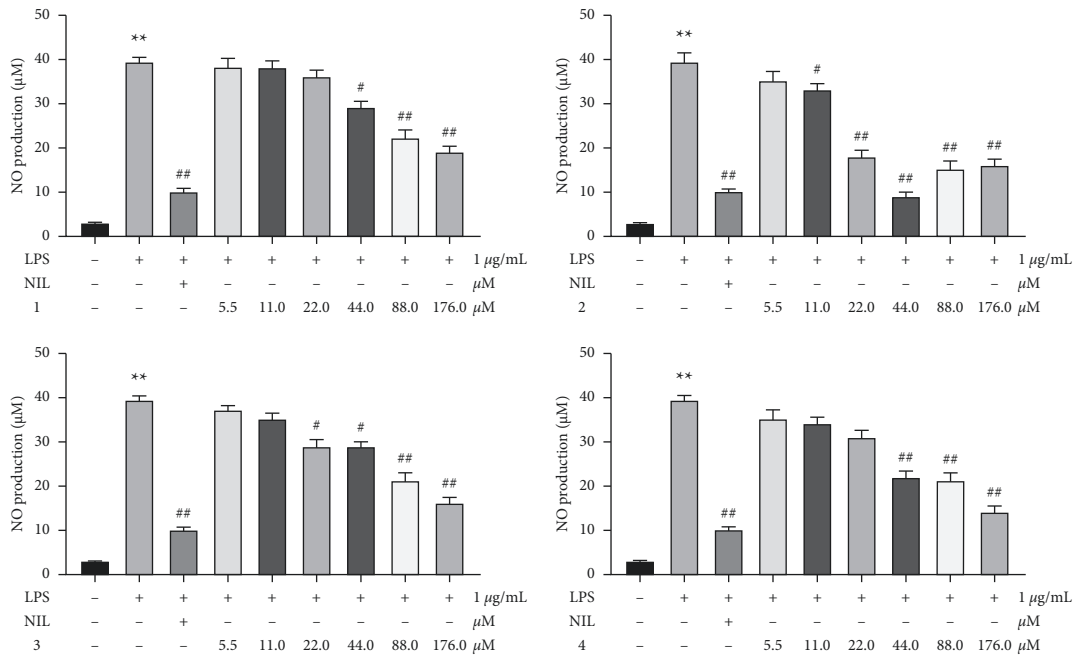 50
40
30
20
10
0
NO production (μM)
**
##
#
##
##
LPS – + + + + + + + + 1 μg/mL
NIL – – + – – – – – – μM
1 – – – 5.5 11.0 22.0 44.0 88.0 176.0 μM
50
40
30
20
10
0
NO production (μM)
**
##
#
##
##
##
##
LPS – + + + + + + + + 1 μg/mL
NIL – – + – – – – – – μM
2 – – – 5.5 11.0 22.0 44.0 88.0 176.0 μM
50
40
30
20
10
0
NO production (μM)
**
##
#
#
##
##
LPS – + + + + + + + + 1 μg/mL
NIL – – + – – – – – – μM
3 – – – 5.5 11.0 22.0 44.0 88.0 176.0 μM
50
40
30
20
10
0
NO production (μM)
**
##
##
##
##
LPS – + + + + + + + + 1 μg/mL
NIL – – + – – – – – – μM
4 – – – 5.5 11.0 22.0 44.0 88.0 176.0 μM